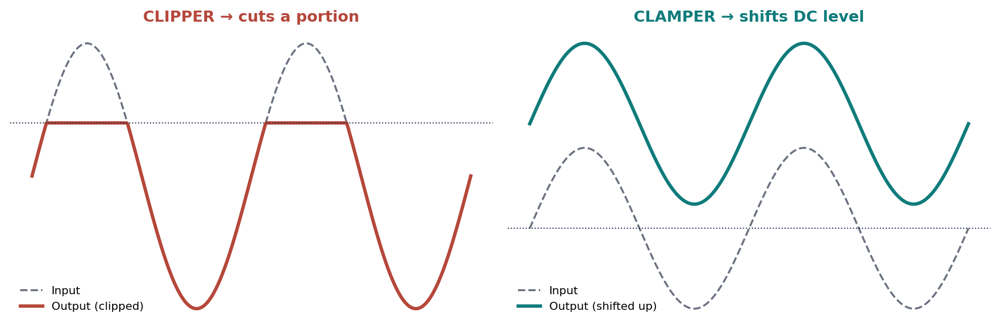 CLIPPER → cuts a portion
Input
Output (clipped)
CLAMPER → shifts DC level
Input
Output (shifted up)